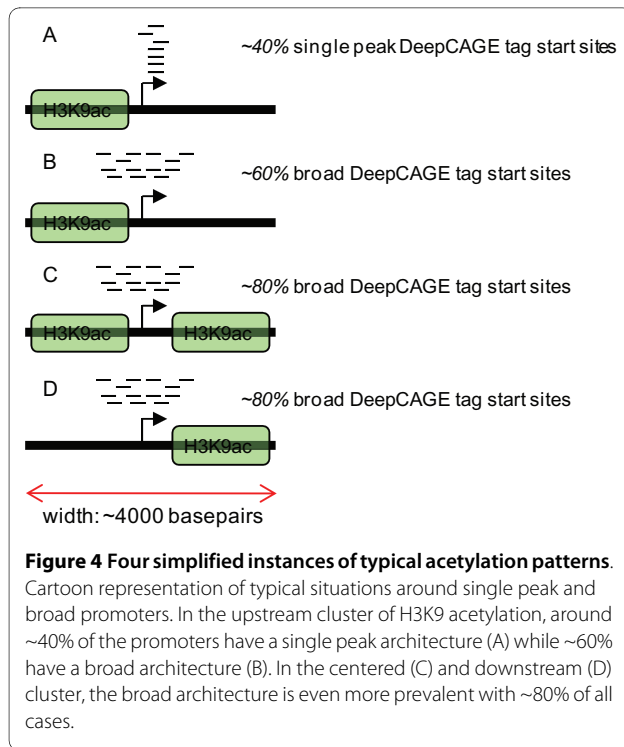 A
~40% single peak DeepCAGE tag start sites
H3K9ac
B
~60% broad DeepCAGE tag start sites
H3K9ac
C
~80% broad DeepCAGE tag start sites
H3K9ac H3K9ac
D
~80% broad DeepCAGE tag start sites
H3K9ac
width: ~4000 basepairs
Figure 4 Four simplified instances of typical acetylation patterns.
Cartoon representation of typical situations around single peak and
broad promoters. In the upstream cluster of H3K9 acetylation, around
~40% of the promoters have a single peak architecture (A) while ~60%
have a broad architecture (B). In the centered (C) and downstream (D)
cluster, the broad architecture is even more prevalent with ~80% of all
cases.